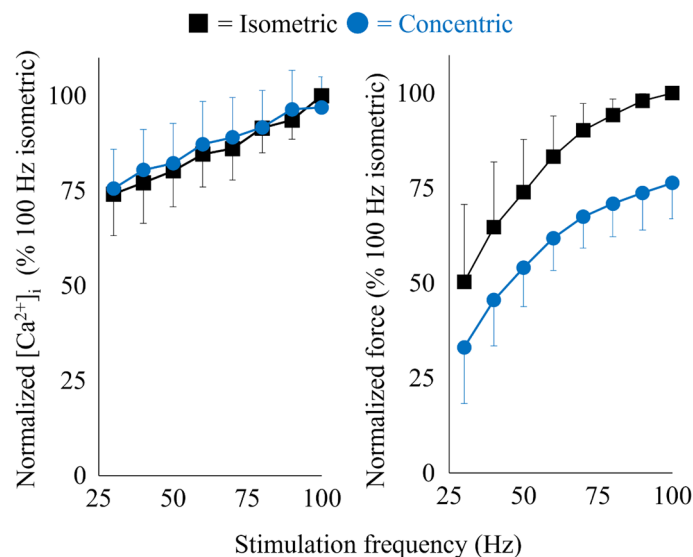 = Isometric = Concentric
Normalized [Ca²⁺]ᵢ (% 100 Hz isometric)
100
75
50
25
0
25 50 75 100
Normalized force (% 100 Hz isometric)
100
75
50
25
0
25 50 75 100
Stimulation frequency (Hz)